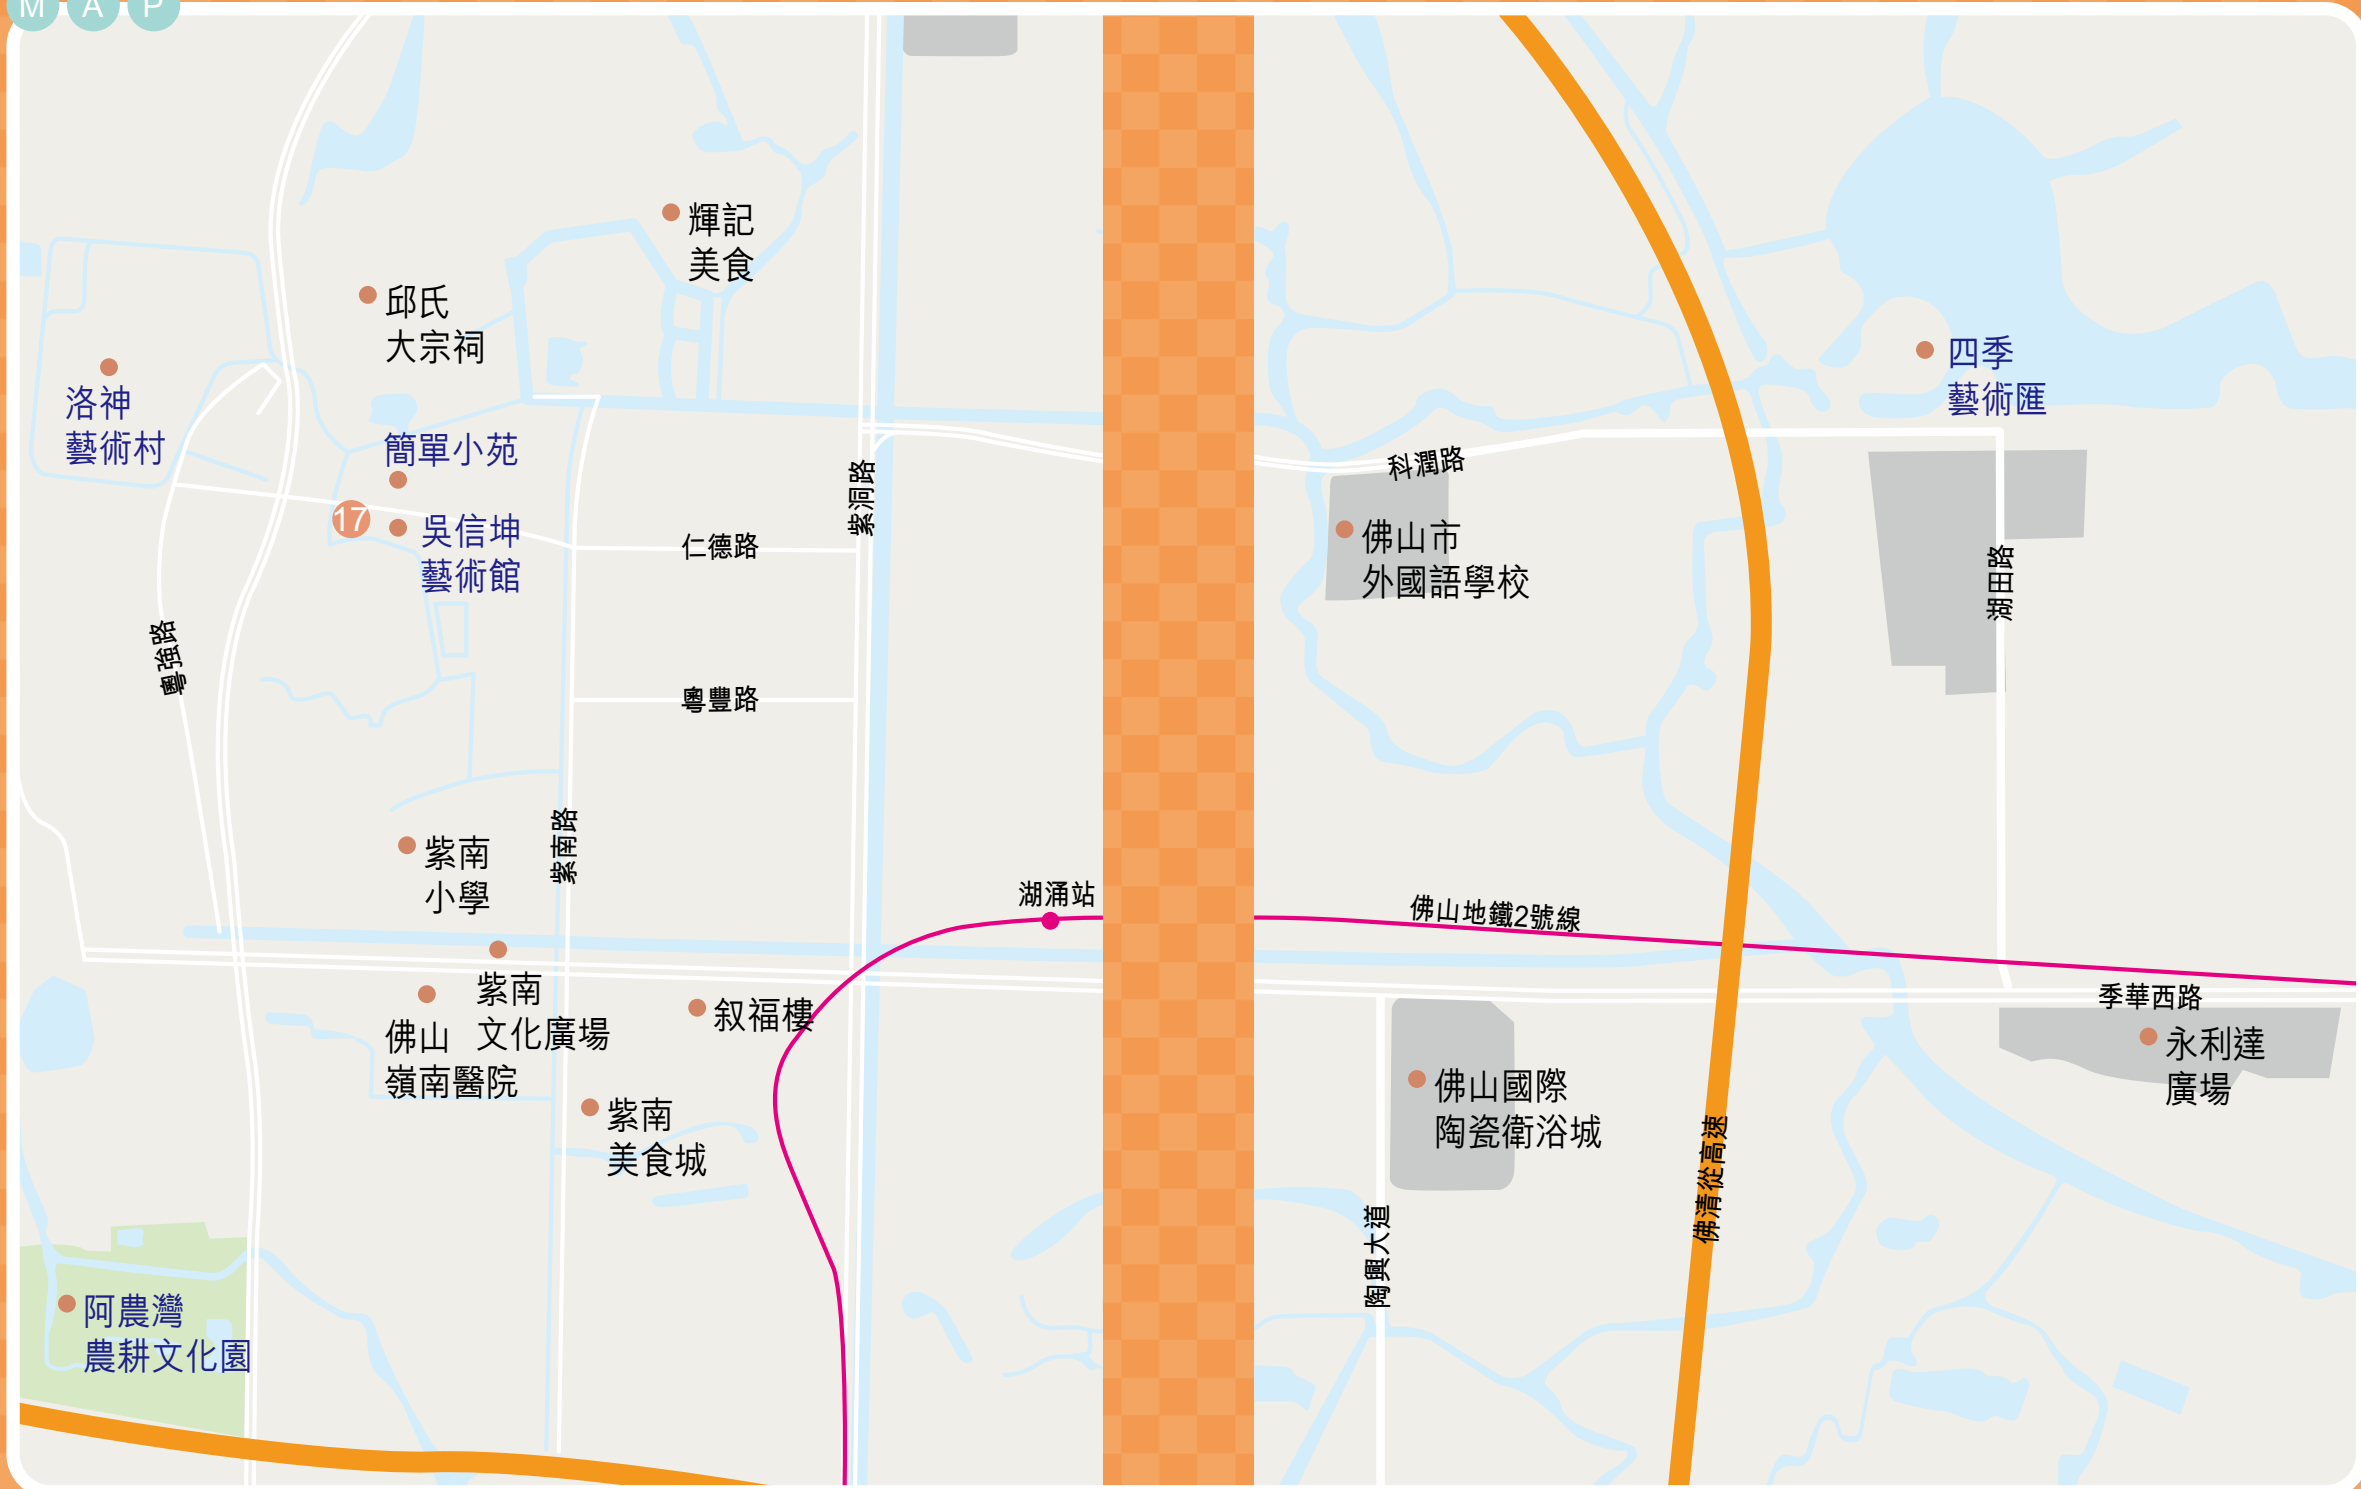 MAP
輝記
美食
邱氏
大宗祠
洛神
藝術村
簡單小苑
17
吳信坤
藝術館
仁德路
紫洞路
粵強路
粵豐路
紫南路
紫南
小學
湖涌站
紫南
文化廣場
佛山
嶺南醫院
叙福樓
紫南
美食城
阿農灣
農耕文化園
四季
藝術匯
科潤路
佛山市
外國語學校
湖田路
佛山地鐵2號線
季華西路
永利達
廣場
佛山國際
陶瓷衛浴城
佛清從高速
陶興大道